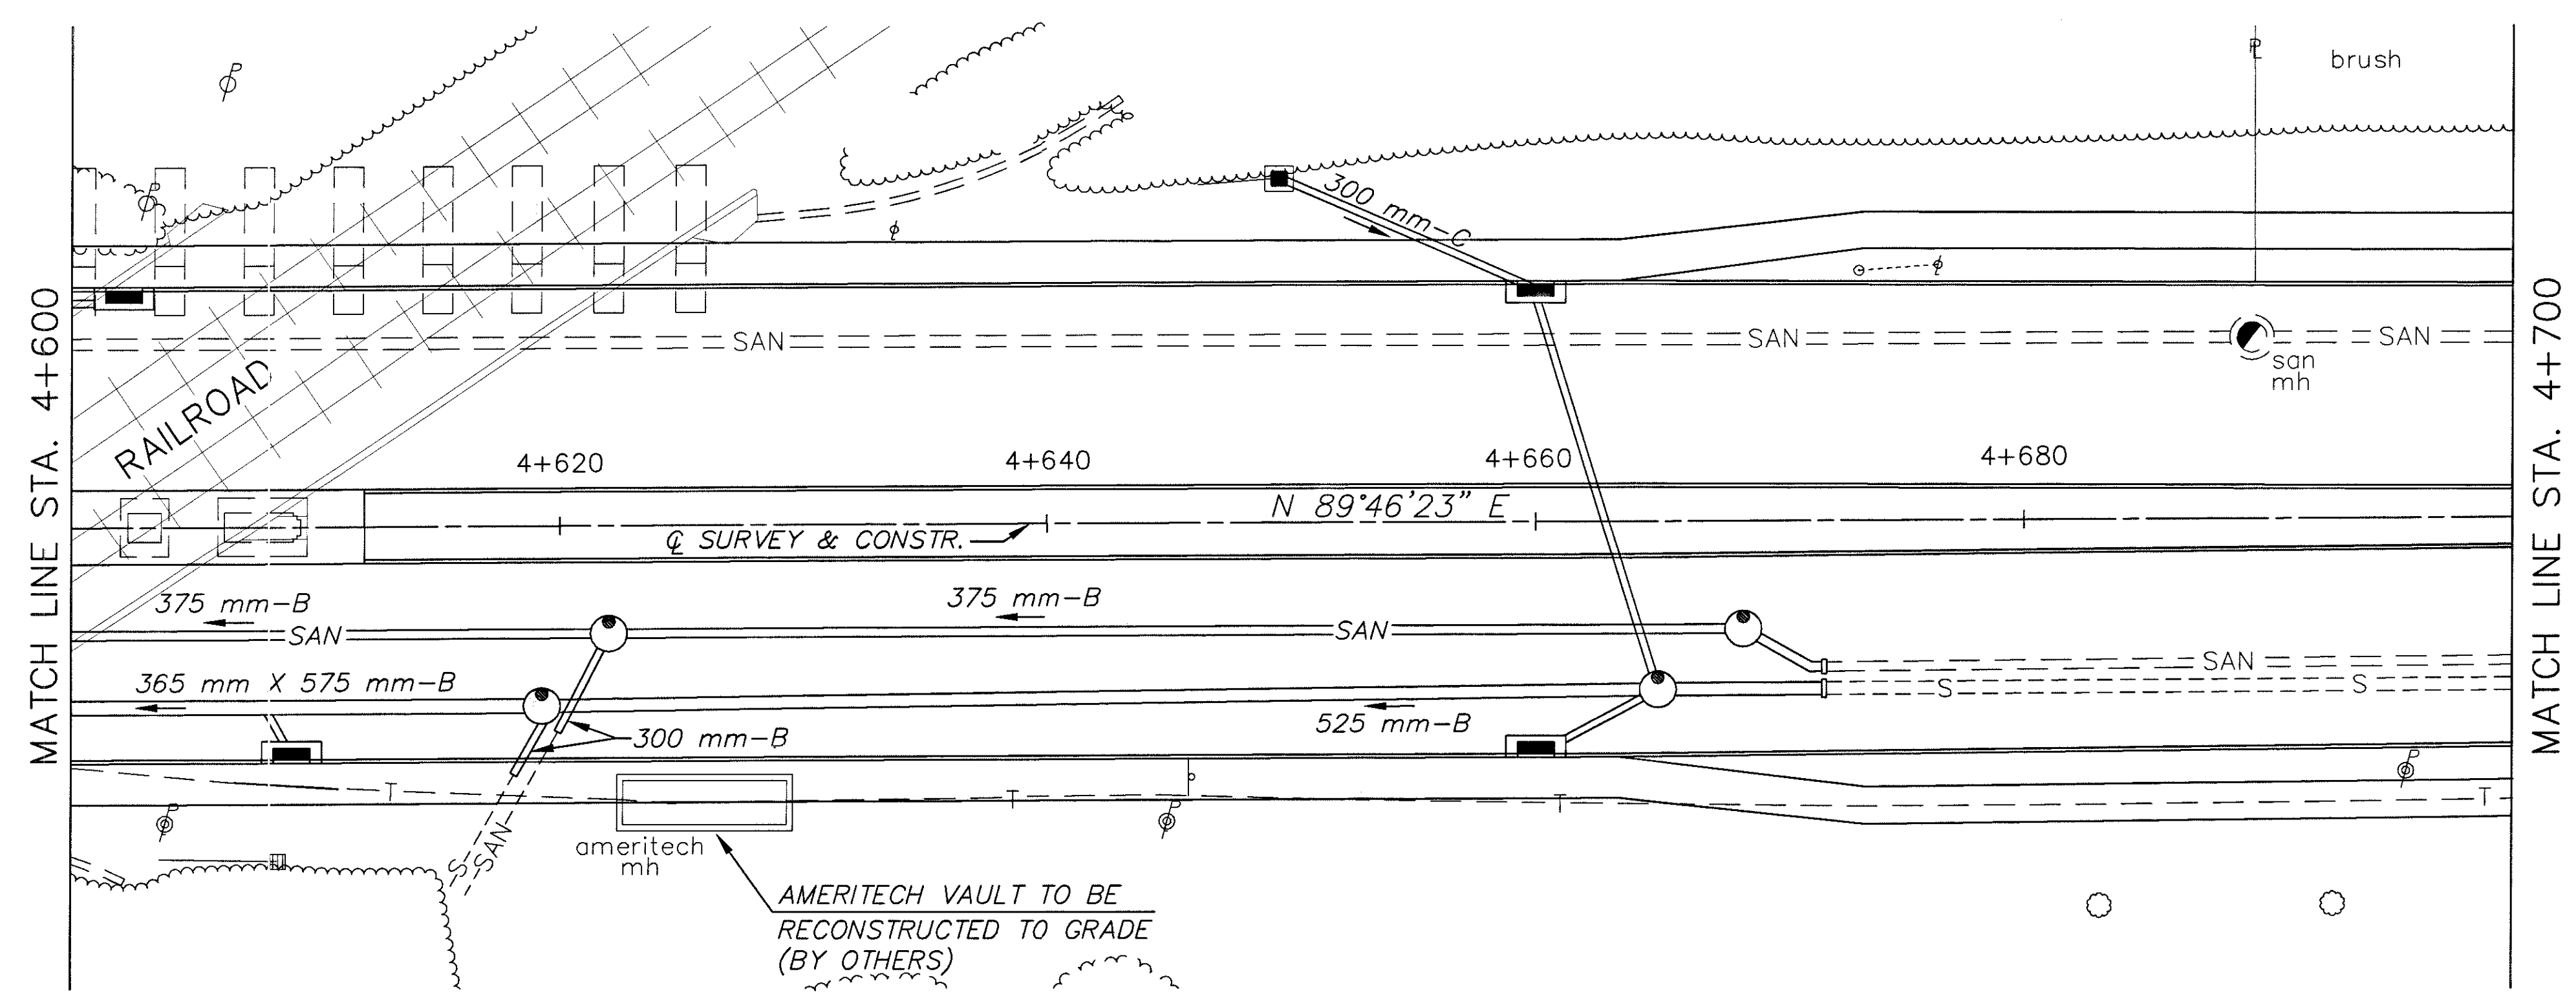 P
P
brush
P
300 mm-C
MATCH LINE STA. 4+600
MATCH LINE STA. 4+700
SAN
SAN
SAN
san
mh
RAILROAD
4+620
4+640
4+660
4+680
N 89°46'23" E
℄ SURVEY & CONSTR.
375 mm-B
375 mm-B
SAN
SAN
SAN
365 mm X 575 mm-B
S
S
525 mm-B
300 mm-B
P
T
T
T
T
P
P
S
SAN
ameritech
mh
AMERITECH VAULT TO BE
RECONSTRUCTED TO GRADE
(BY OTHERS)